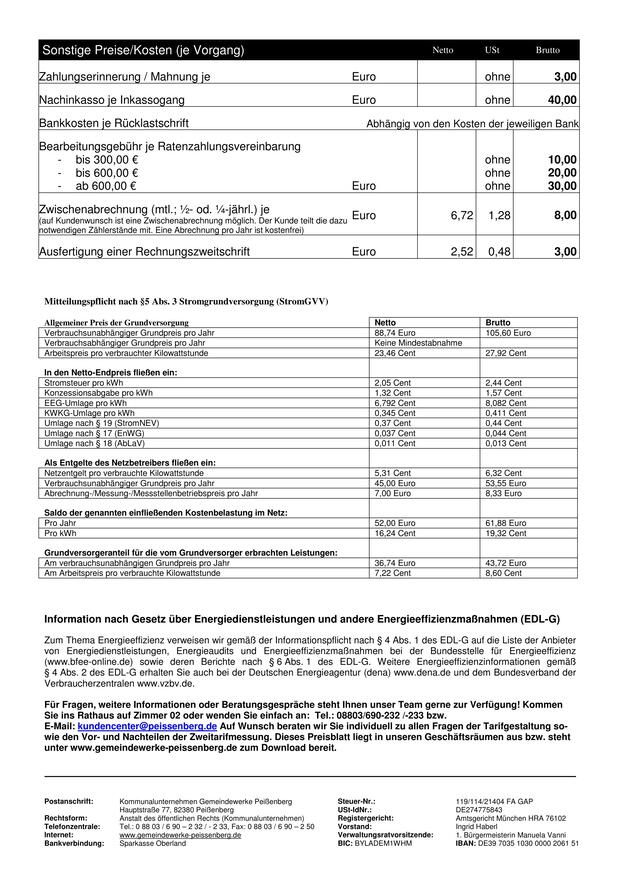 Sonstige Preise/Kosten (je Vorgang) Netto USt Brutto
Zahlungserinnerung / Mahnung je Euro ohne 3,00
Nachinkasso je Inkassogang Euro ohne 40,00
Bankkosten je Rücklastschrift Abhängig von den Kosten der jeweiligen Bank
Bearbeitungsgebühr je Ratenzahlungsvereinbarung
- bis 300,00 € ohne 10,00
- bis 600,00 € ohne 20,00
- ab 600,00 € Euro ohne 30,00
Zwischenabrechnung (mtl.; ½- od. ¼-jährl.) je Euro 6,72 1,28 8,00
(auf Kundenwunsch ist eine Zwischenabrechnung möglich. Der Kunde teilt die dazu
notwendigen Zählerstände mit. Eine Abrechnung pro Jahr ist kostenfrei)
Ausfertigung einer Rechnungszweitschrift Euro 2,52 0,48 3,00
Mitteilungspflicht nach §5 Abs. 3 Stromgrundversorgung (StromGVV)
Allgemeiner Preis der Grundversorgung Netto Brutto
Verbrauchsunabhängiger Grundpreis pro Jahr 88,74 Euro 105,60 Euro
Verbrauchsabhängiger Grundpreis pro Jahr Keine Mindestabnahme
Arbeitspreis pro verbrauchter Kilowattstunde 23,46 Cent 27,92 Cent
In den Netto-Endpreis fließen ein:
Stromsteuer pro kWh 2,05 Cent 2,44 Cent
Konzessionsabgabe pro kWh 1,32 Cent 1,57 Cent
EEG-Umlage pro kWh 6,792 Cent 8,082 Cent
KWKG-Umlage pro kWh 0,345 Cent 0,411 Cent
Umlage nach § 19 (StromNEV) 0,37 Cent 0,44 Cent
Umlage nach § 17 (EnWG) 0,037 Cent 0,044 Cent
Umlage nach § 18 (AbLaV) 0,011 Cent 0,013 Cent
Als Entgelte des Netzbetreibers fließen ein:
Netzentgelt pro verbrauchte Kilowattstunde 5,31 Cent 6,32 Cent
Verbrauchsunabhängiger Grundpreis pro Jahr 45,00 Euro 53,55 Euro
Abrechnung-/Messung-/Messstellenbetriebspreis pro Jahr 7,00 Euro 8,33 Euro
Saldo der genannten einfließenden Kostenbelastung im Netz:
Pro Jahr 52,00 Euro 61,88 Euro
Pro kWh 16,24 Cent 19,32 Cent
Grundversorgeranteil für die vom Grundversorger erbrachten Leistungen:
Am verbrauchsunabhängigen Grundpreis pro Jahr 36,74 Euro 43,72 Euro
Am Arbeitspreis pro verbrauchte Kilowattstunde 7,22 Cent 8,60 Cent
Information nach Gesetz über Energiedienstleistungen und andere Energieeffizienzmaßnahmen (EDL-G)
Zum Thema Energieeffizienz verweisen wir gemäß der Informationspflicht nach § 4 Abs. 1 des EDL-G auf die Liste der Anbieter
von Energiedienstleistungen, Energieaudits und Energieeffizienzmaßnahmen bei der Bundesstelle für Energieeffizienz
(www.bfee-online.de) sowie deren Berichte nach § 6 Abs. 1 des EDL-G. Weitere Energieeffizienzinformationen gemäß
§ 4 Abs. 2 des EDL-G erhalten Sie auch bei der Deutschen Energieagentur (dena) www.dena.de und dem Bundesverband der
Verbraucherzentralen www.vzbv.de.
Für Fragen, weitere Informationen oder Beratungsgespräche steht Ihnen unser Team gerne zur Verfügung! Kommen
Sie ins Rathaus auf Zimmer 02 oder wenden Sie einfach an: Tel.: 08803/690-232 /-233 bzw.
E-Mail: kundencenter@peissenberg.de Auf Wunsch beraten wir Sie individuell zu allen Fragen der Tarifgestaltung so-
wie den Vor- und Nachteilen der Zweitarifmessung. Dieses Preisblatt liegt in unseren Geschäftsräumen aus bzw. steht
unter www.gemeindewerke-peissenberg.de zum Download bereit.
Postanschrift: Kommunalunternehmen Gemeindewerke Peißenberg Steuer-Nr.: 119/114/21404 FA GAP
Hauptstraße 77, 82380 Peißenberg USt-IdNr.: DE274775843
Rechtsform: Anstalt des öffentlichen Rechts (Kommunalunternehmen) Registergericht: Amtsgericht München HRA 76102
Telefonzentrale: Tel.: 0 88 03 / 6 90 – 2 32 / - 2 33, Fax: 0 88 03 / 6 90 – 2 50 Vorstand: Ingrid Haberl
Internet: www.gemeindewerke-peissenberg.de Verwaltungsratvorsitzende: 1. Bürgermeisterin Manuela Vanni
Bankverbindung: Sparkasse Oberland BIC: BYLADEM1WHM IBAN: DE39 7035 1030 0000 2061 51